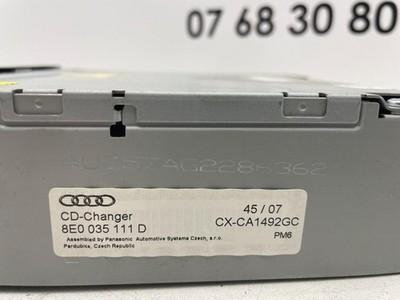 07 68 30 80
CD-Changer
8E0 035 111 D
Assembled by Panasonic Automotive Systems Czech, s.r.o.
Pardubice, Czech Republic
45 / 07
CX-CA1492GC
PM6